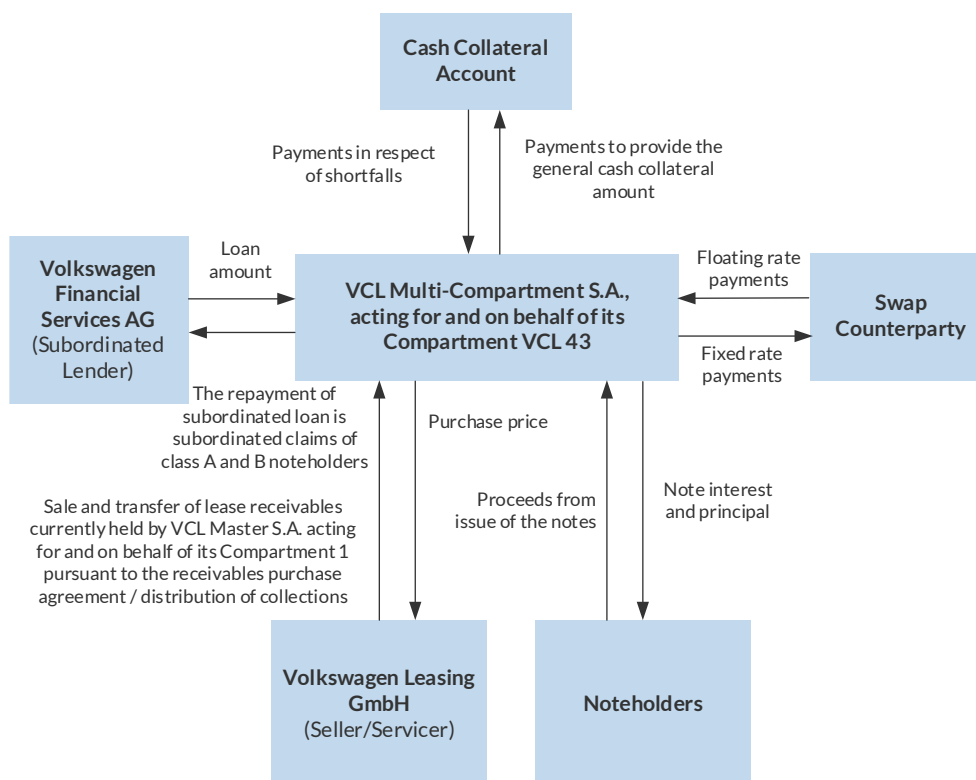 Cash Collateral
Account
Payments in respect
of shortfalls
Payments to provide the
general cash collateral
amount
Volkswagen
Financial
Services AG
(Subordinated
Lender)
Loan
amount
VCL Multi-Compartment S.A.,
acting for and on behalf of its
Compartment VCL 43
Floating rate
payments
Fixed rate
payments
Swap
Counterparty
The repayment of
subordinated loan is
subordinated claims of
class A and B noteholders
Purchase price
Sale and transfer of lease receivables
currently held by VCL Master S.A. acting
for and on behalf of its Compartment 1
pursuant to the receivables purchase
agreement / distribution of collections
Proceeds from
issue of the notes
Note interest
and principal
Volkswagen Leasing
GmbH
(Seller/Servicer)
Noteholders